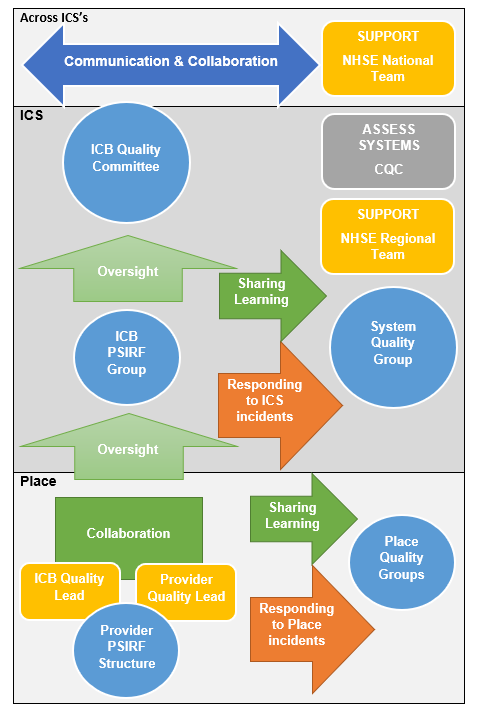 Across ICS's
Communication & Collaboration
SUPPORT
NHSE National
Team
ICS
ICB Quality
Committee
ASSESS
SYSTEMS
CQC
SUPPORT
NHSE Regional
Team
Oversight
Sharing
Learning
ICB
PSIRF
Group
System
Quality
Group
Responding
to ICS
incidents
Oversight
Place
Collaboration
Sharing
Learning
Place
Quality
Groups
ICB Quality
Lead
Provider
Quality Lead
Provider
PSIRF
Structure
Responding
to Place
incidents